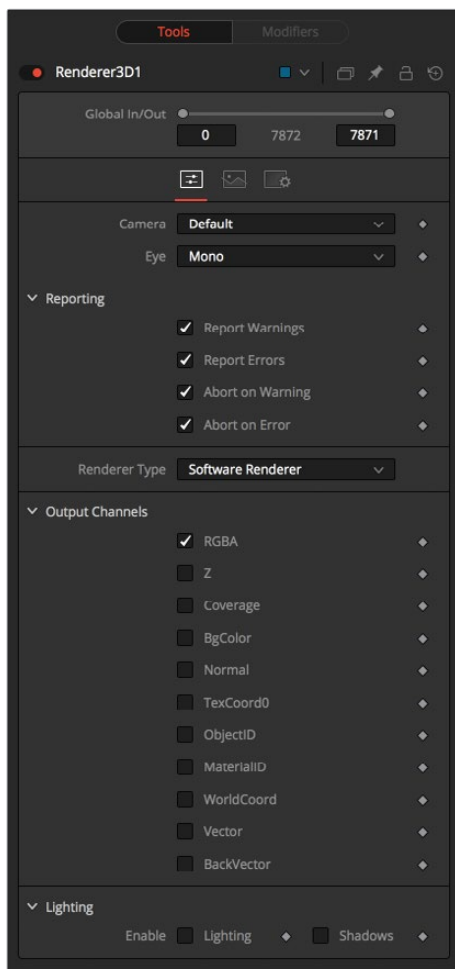 Tools Modifiers
Renderer3D1
Global In/Out
0 7872 7871
Camera Default
Eye Mono
Reporting
Report Warnings
Report Errors
Abort on Warning
Abort on Error
Renderer Type Software Renderer
Output Channels
RGBA
Z
Coverage
BgColor
Normal
TexCoord0
ObjectID
MaterialID
WorldCoord
Vector
BackVector
Lighting
Enable Lighting Shadows